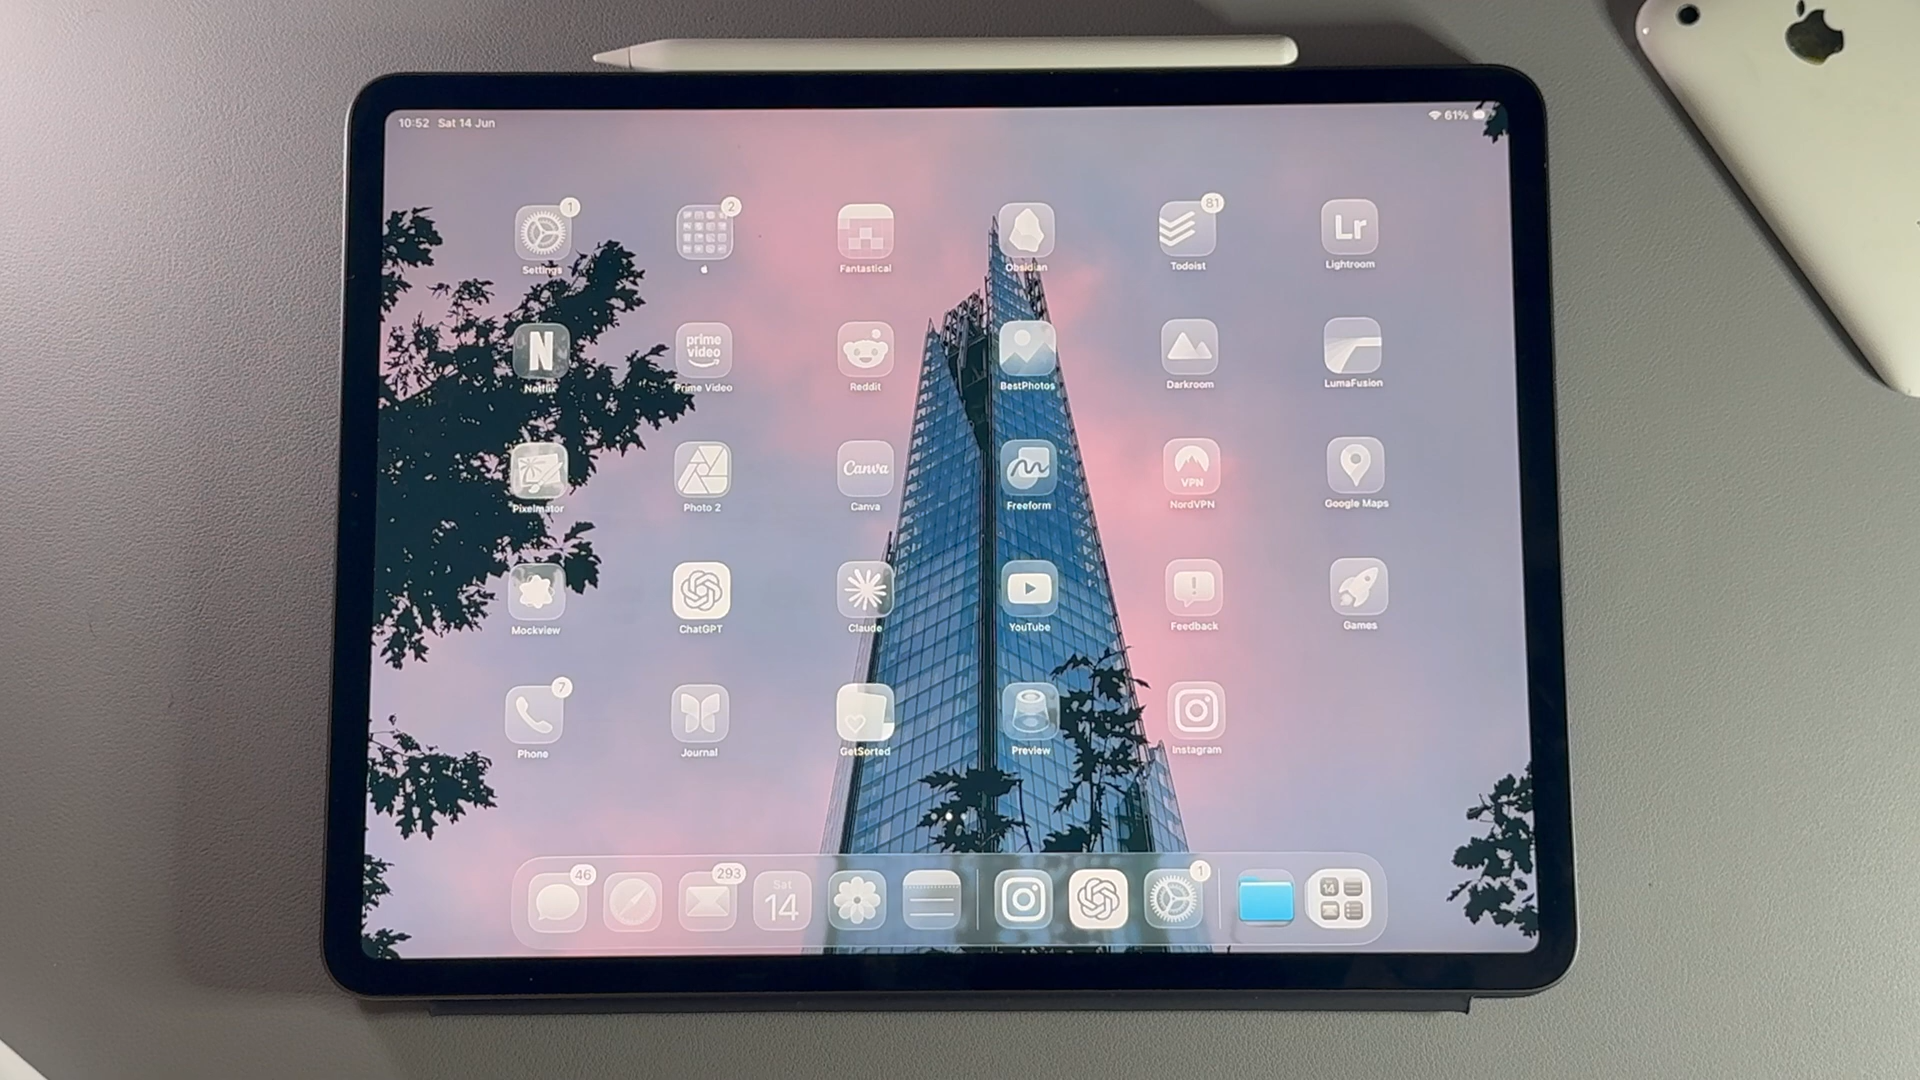 10:52 Sat 14 Jun
61%
1
2
81
Lr
Settings
Fantastical
Obsidian
Todoist
Lightroom
N
prime
video
Netflix
Prime Video
Reddit
BestPhotos
Darkroom
LumaFusion
Canva
VPN
Pixelmator
Photo 2
Canva
Freeform
NordVPN
Google Maps
Mockview
ChatGPT
Claude
YouTube
Feedback
Games
7
Phone
Journal
GetSorted
Preview
Instagram
46
293
Sat
14
1
14